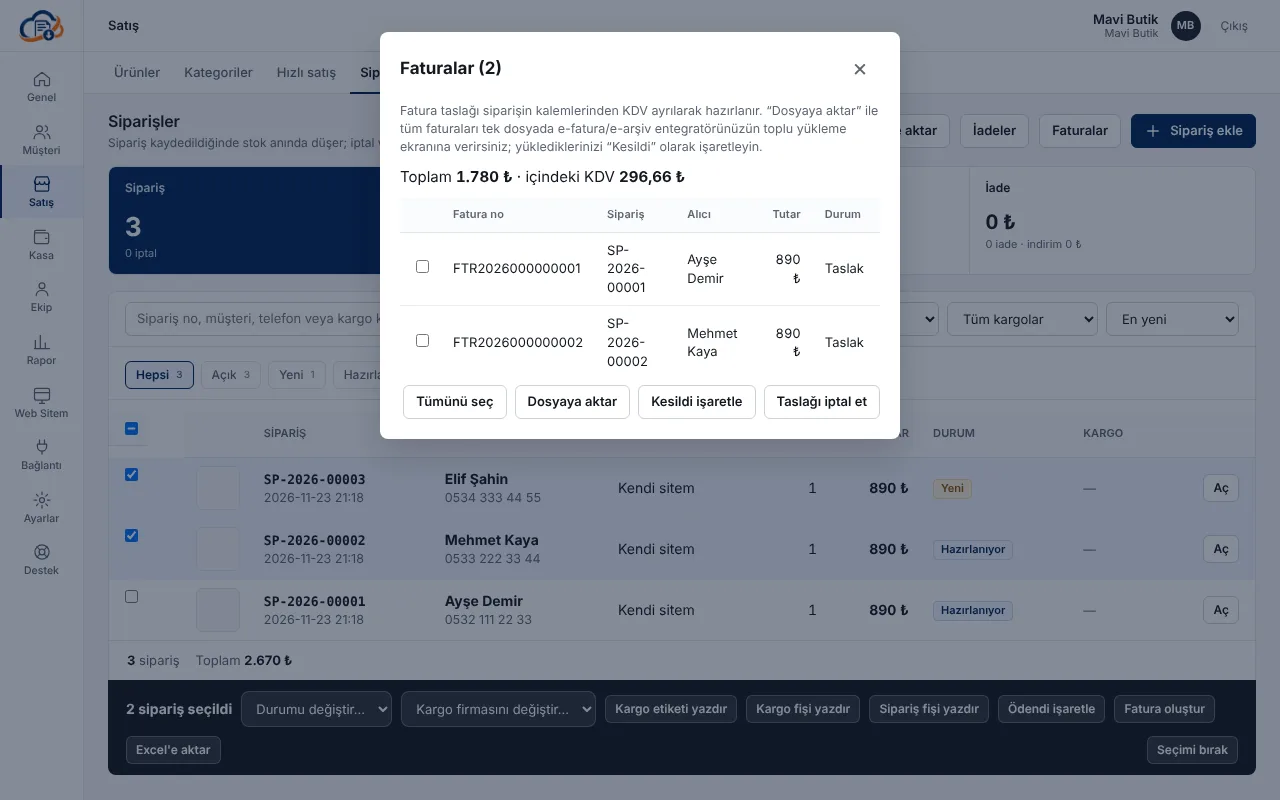 Satış
Mavi Butik
Mavi Butik
MB
Çıkış
Genel
Müşteri
Satış
Kasa
Ekip
Rapor
Web Sitem
Bağlantı
Ayarlar
Destek
Ürünler Kategoriler Hızlı satış Sip
Siparişler
Sipariş kaydedildiğinde stok anında düşer; iptal
aktar
İadeler
Faturalar
+ Sipariş ekle
Sipariş
3
0 iptal
İade
0 ₺
0 iade · indirim 0 ₺
Faturalar (2)
×
Fatura taslağı siparişin kalemlerinden KDV ayrılarak hazırlanır. “Dosyaya aktar” ile
tüm faturaları tek dosyada e-fatura/e-arşiv entegratörünüzün toplu yükleme
ekranına verirsiniz; yüklediklerinizi “Kesildi” olarak işaretleyin.
Toplam 1.780 ₺ · içindeki KDV 296,66 ₺
Fatura no Sipariş Alıcı Tutar Durum
FTR2026000000001 SP-2026-00001 Ayşe Demir 890 ₺ Taslak
FTR2026000000002 SP-2026-00002 Mehmet Kaya 890 ₺ Taslak
Tümünü seç Dosyaya aktar Kesildi işaretle Taslağı iptal et
Sipariş no, müşteri, telefon veya kargo
Tüm kargolar
En yeni
Hepsi 3 Açık 3 Yeni 1
SİPARİŞ DURUM KARGO
SP-2026-00003 Elif Şahin Kendi sitem 1 890 ₺ Yeni — Aç
2026-11-23 21:18 0534 333 44 55
SP-2026-00002 Mehmet Kaya Kendi sitem 1 890 ₺ Hazırlanıyor — Aç
2026-11-23 21:18 0533 222 33 44
SP-2026-00001 Ayşe Demir Kendi sitem 1 890 ₺ Hazırlanıyor — Aç
2026-11-23 21:18 0532 111 22 33
3 sipariş Toplam 2.670 ₺
2 sipariş seçildi Durumu değiştir... Kargo firmasını değiştir... Kargo etiketi yazdır Kargo fişi yazdır Sipariş fişi yazdır Ödendi işaretle Fatura oluştur
Excel'e aktar Seçimi bırak